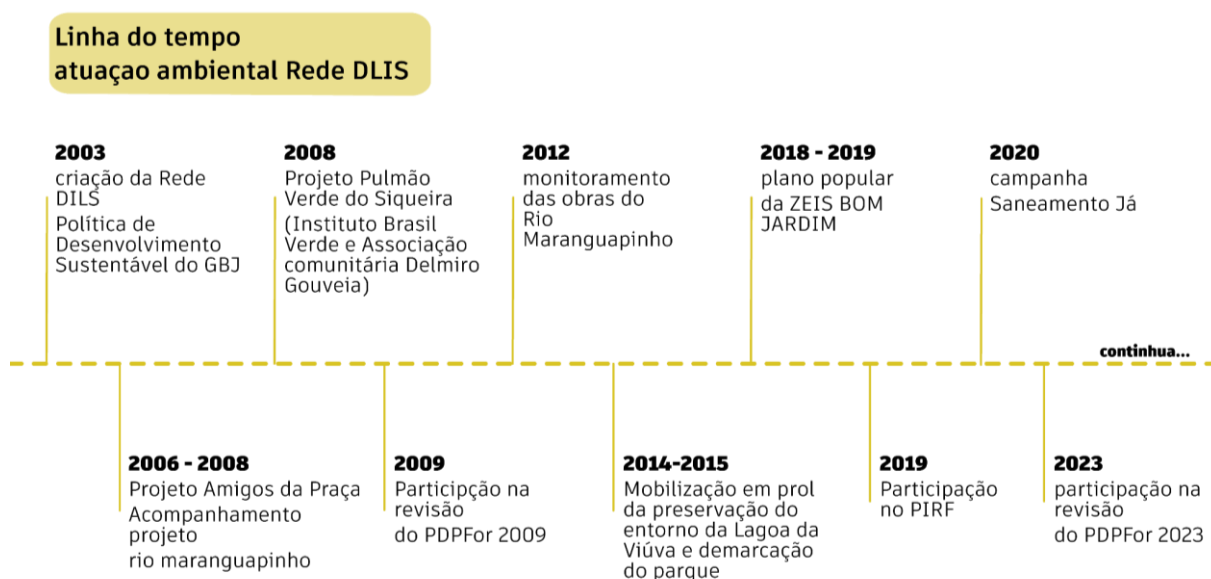 Linha do tempo
atuaçao ambiental Rede DLIS
2003
criação da Rede
DILS
Política de
Desenvolvimento
Sustentável do GBJ
2008
Projeto Pulmão
Verde do Siqueira
(Instituto Brasil
Verde e Associação
comunitária Delmiro
Gouveia)
2012
monitoramento
das obras do
Rio
Maranguapinho
2018 - 2019
plano popular
da ZEIS BOM
JARDIM
2020
campanha
Saneamento Já
continhua...
2006 - 2008
Projeto Amigos da Praça
Acompanhamento
projeto
rio maranguapinho
2009
Participção na
revisão
do PDPFor 2009
2014-2015
Mobilização em prol
da preservação do
entorno da Lagoa da
Viúva e demarcação
do parque
2019
Participação
no PIRF
2023
participação na
revisão
do PDPFor 2023